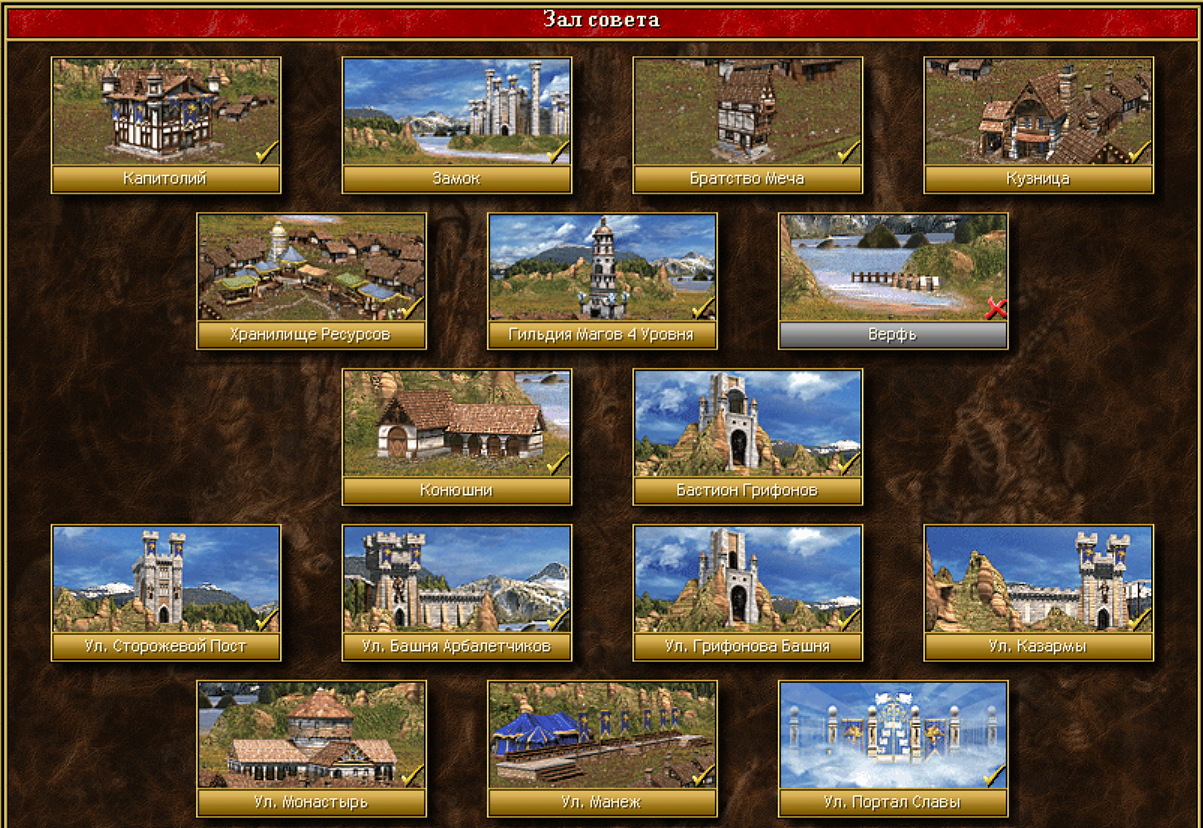 Зал совета
Капитолий
Замок
Братство Меча
Кузница
Хранилище Ресурсов
Гильдия Магов 4 Уровня
Верфь
Конюшни
Бастион Грифонов
Ул. Сторожевой Пост
Ул. Башня Арбалетчиков
Ул. Грифонова Башня
Ул. Казармы
Ул. Монастырь
Ул. Манеж
Ул. Портал Славы